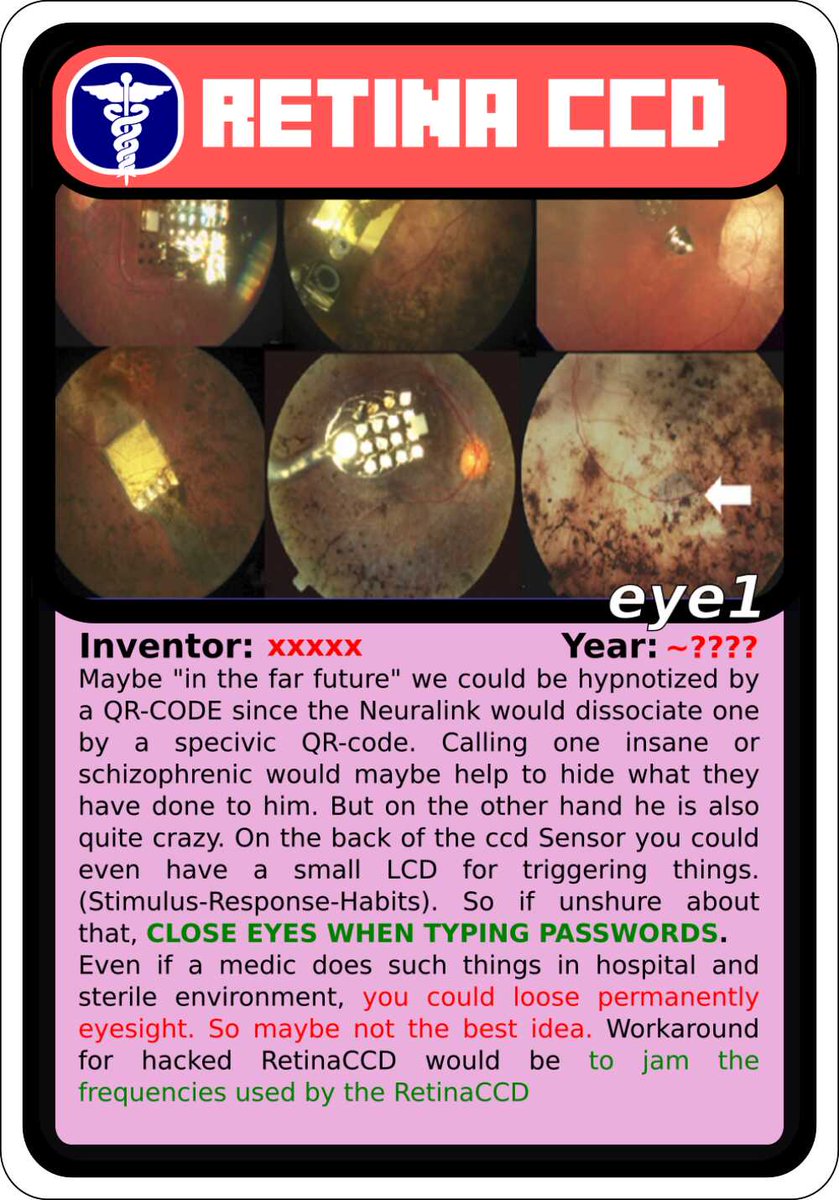 RETINA CCD
eye1
Inventor: xxxxx Year: ~????
Maybe "in the far future" we could be hypnotized by
a QR-CODE since the Neuralink would dissociate one
by a specivic QR-code. Calling one insane or
schizophrenic would maybe help to hide what they
have done to him. But on the other hand he is also
quite crazy. On the back of the ccd Sensor you could
even have a small LCD for triggering things.
(Stimulus-Response-Habits). So if unshure about
that, CLOSE EYES WHEN TYPING PASSWORDS.
Even if a medic does such things in hospital and
sterile environment, you could loose permanently
eyesight. So maybe not the best idea. Workaround
for hacked RetinaCCD would be to jam the
frequencies used by the RetinaCCD